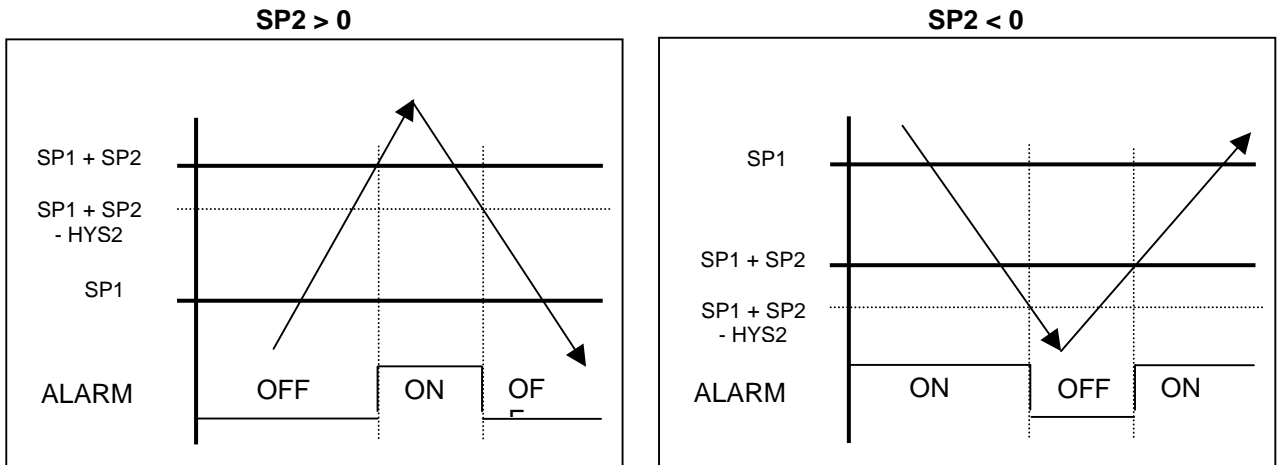 SP2 > 0
SP1 + SP2
SP1 + SP2
- HYS2
SP1
ALARM
OFF
ON
OF
SP2 < 0
SP1
SP1 + SP2
SP1 + SP2
- HYS2
ALARM
ON
OFF
ON